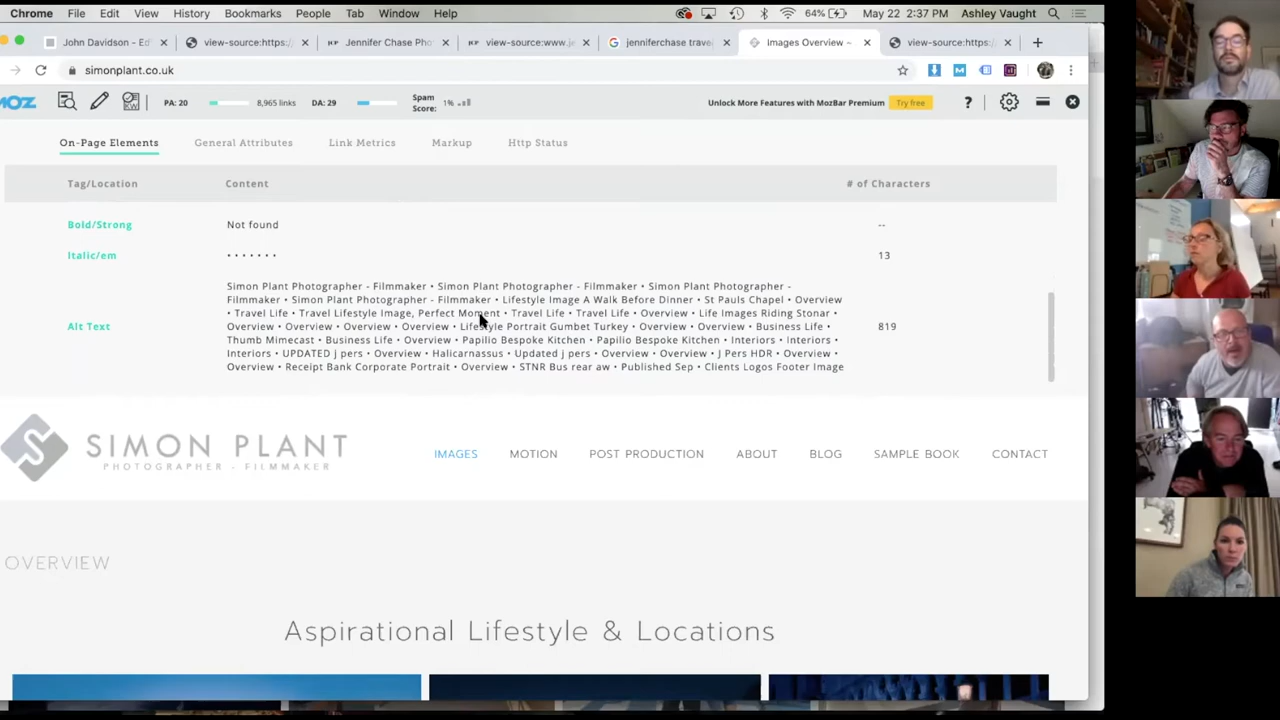 Chrome File Edit View History Bookmarks People Tab Window Help 64% May 22 2:37 PM Ashley Vaught
John Davidson - Ed view-source:https: Jennifer Chase Pho view-source:www.je jenniferchase trave Images Overview ~ view-source:https:/
simonplant.co.uk
MOZ PA: 20 8,965 links DA: 29 Spam Score: 1% Unlock More Features with MozBar Premium Try free ?
On-Page Elements General Attributes Link Metrics Markup Http Status
Tag/Location Content # of Characters
Bold/Strong Not found --
Italic/em • • • • • • • 13
Simon Plant Photographer - Filmmaker • Simon Plant Photographer - Filmmaker • Simon Plant Photographer -
Filmmaker • Simon Plant Photographer - Filmmaker • Lifestyle Image A Walk Before Dinner • St Pauls Chapel • Overview
• Travel Life • Travel Lifestyle Image, Perfect Moment • Travel Life • Travel Life • Overview • Life Images Riding Stonar •
Alt Text Overview • Overview • Overview • Overview • Lifestyle Portrait Gumbet Turkey • Overview • Overview • Business Life • 819
Thumb Mimecast • Business Life • Overview • Papilio Bespoke Kitchen • Papilio Bespoke Kitchen • Interiors • Interiors •
Interiors • UPDATED j pers • Overview • Halicarnassus • Updated j pers • Overview • Overview • J Pers HDR • Overview •
Overview • Receipt Bank Corporate Portrait • Overview • STNR Bus rear aw • Published Sep • Clients Logos Footer Image
SIMON PLANT
PHOTOGRAPHER - FILMMAKER
IMAGES MOTION POST PRODUCTION ABOUT BLOG SAMPLE BOOK CONTACT
OVERVIEW
Aspirational Lifestyle & Locations